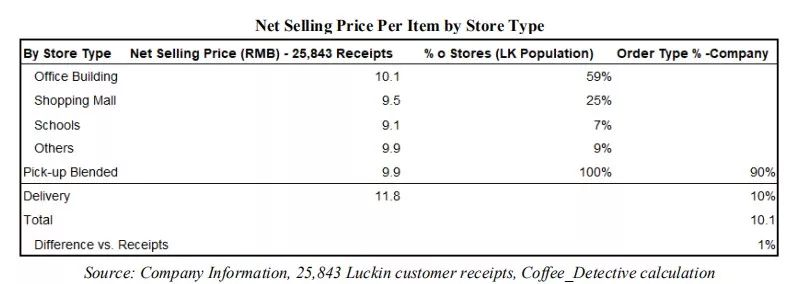 Net Selling Price Per Item by Store Type
By Store Type Net Selling Price (RMB) - 25,843 Receipts % o Stores (LK Population) Order Type % -Company
Office Building 10.1 59%
Shopping Mall 9.5 25%
Schools 9.1 7%
Others 9.9 9%
Pick-up Blended 9.9 100% 90%
Delivery 11.8 10%
Total 10.1
Difference vs. Receipts 1%
Source: Company Information, 25,843 Luckin customer receipts, Coffee_Detective calculation